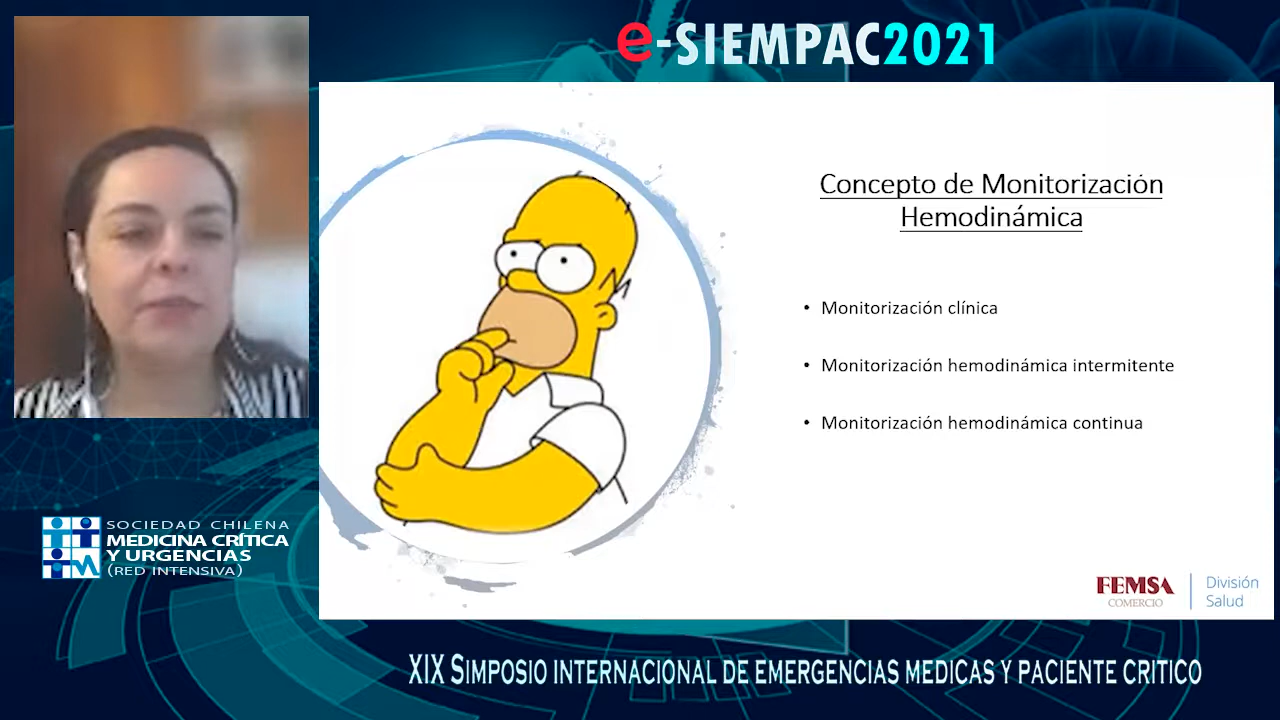 e-SIEMPAC2021
Concepto de Monitorización
Hemodinámica
• Monitorización clínica
• Monitorización hemodinámica intermitente
• Monitorización hemodinámica continua
SOCIEDAD CHILENA
MEDICINA CRÍTICA
Y URGENCIAS
(RED INTENSIVA)
FEMSA
COMERCIO
División
Salud
XIX SIMPOSIO INTERNACIONAL DE EMERGENCIAS MEDICAS Y PACIENTE CRITICO